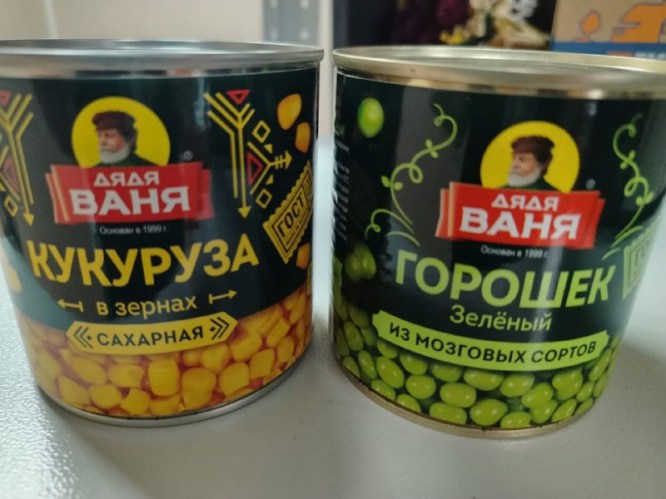 ДЯДЯ
ВАНЯ
Основан в 1999 г.
ГОСТ
КУКУРУЗА
в зернах
САХАРНАЯ
ДЯДЯ
ВАНЯ
Основан в 1999 г.
ГОРОШЕК
Зелёный
ИЗ МОЗГОВЫХ СОРТОВ